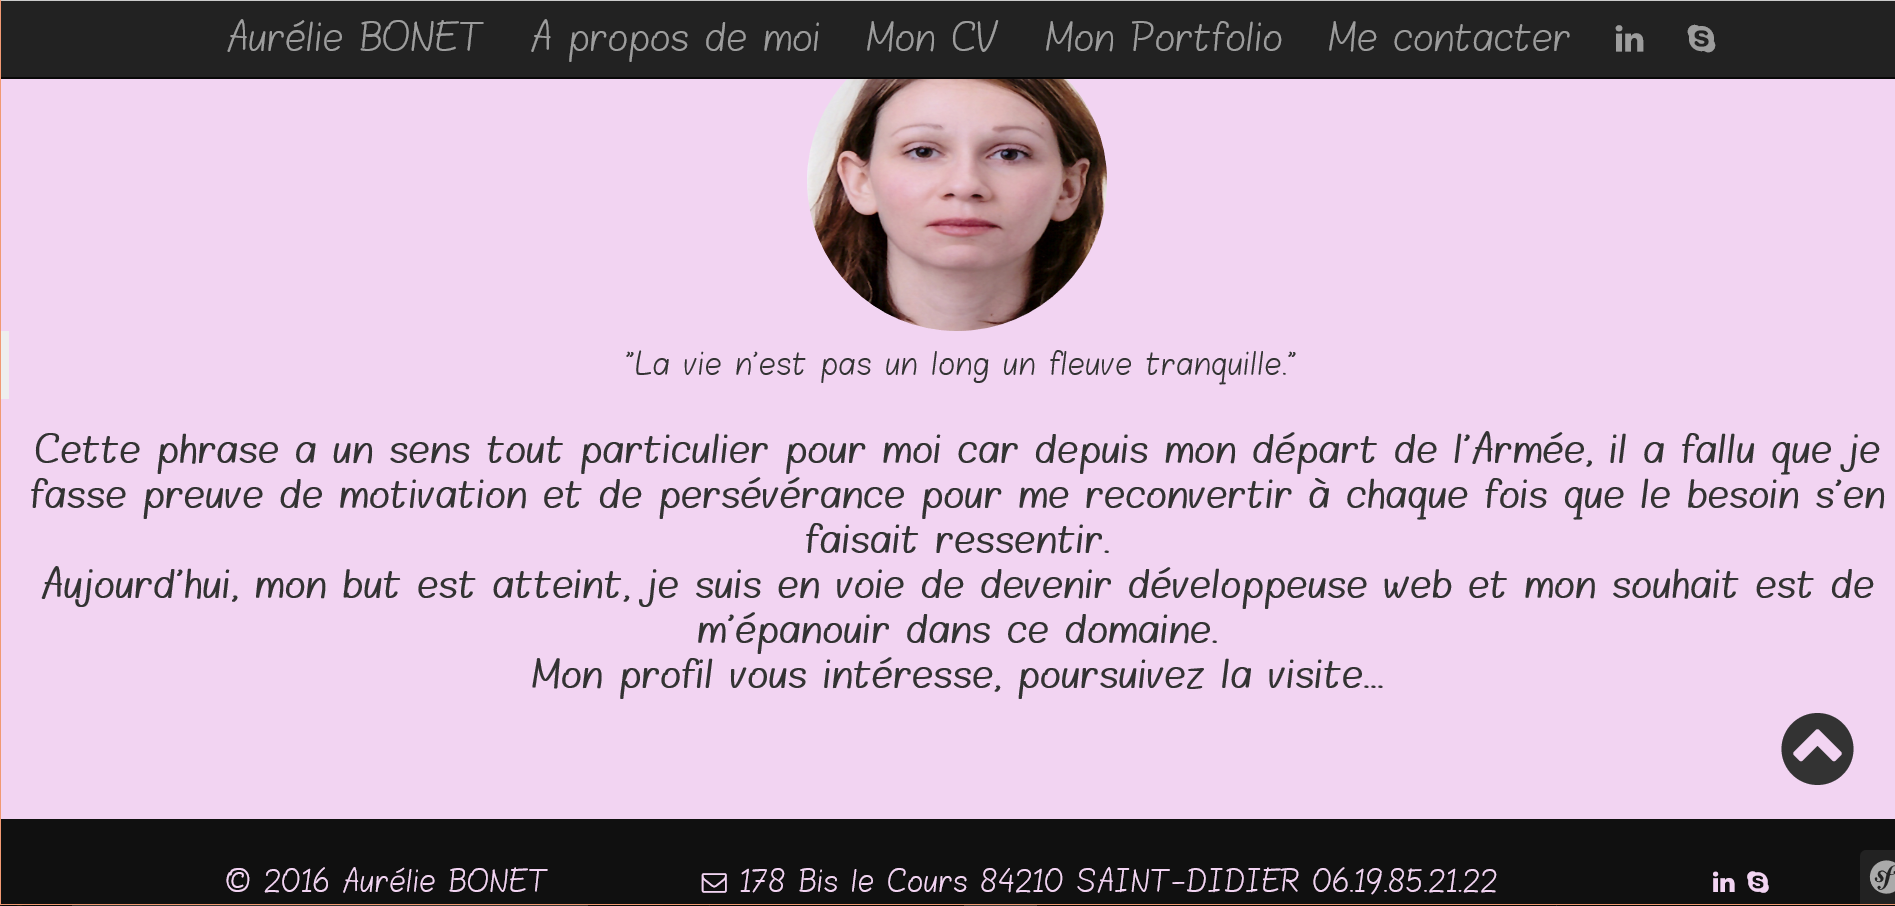 Aurélie BONET A propos de moi Mon CV Mon Portfolio Me contacter in S
"La vie n'est pas un long un fleuve tranquille."
Cette phrase a un sens tout particulier pour moi car depuis mon départ de l'Armée, il a fallu que je
fasse preuve de motivation et de persévérance pour me reconvertir à chaque fois que le besoin s'en
faisait ressentir.
Aujourd'hui, mon but est atteint, je suis en voie de devenir développeuse web et mon souhait est de
m'épanouir dans ce domaine.
Mon profil vous intéresse, poursuivez la visite...
© 2016 Aurélie BONET 178 Bis le Cours 84210 SAINT-DIDIER 06.19.85.21.22 in S sf